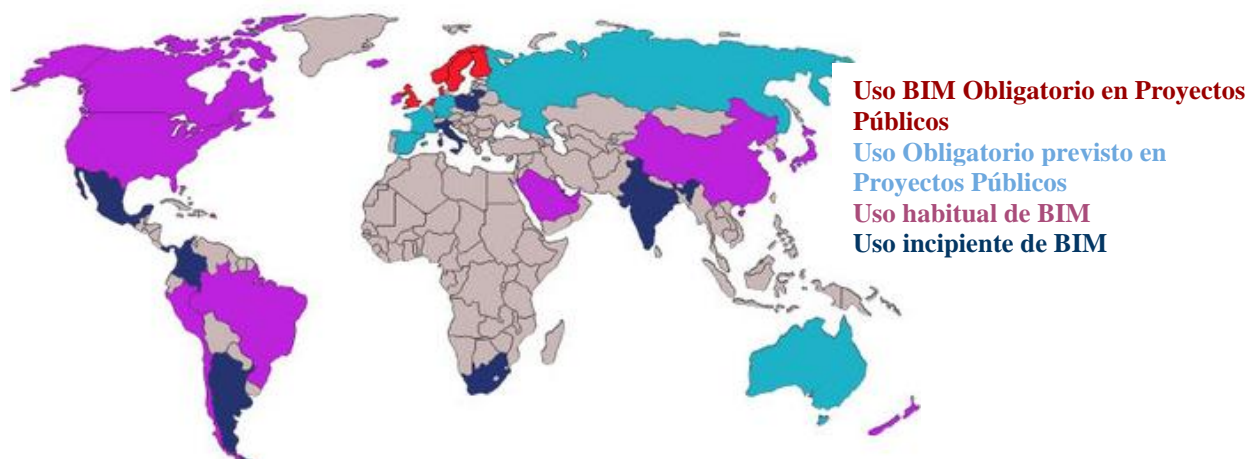 Uso BIM Obligatorio en Proyectos
Públicos
Uso Obligatorio previsto en
Proyectos Públicos
Uso habitual de BIM
Uso incipiente de BIM